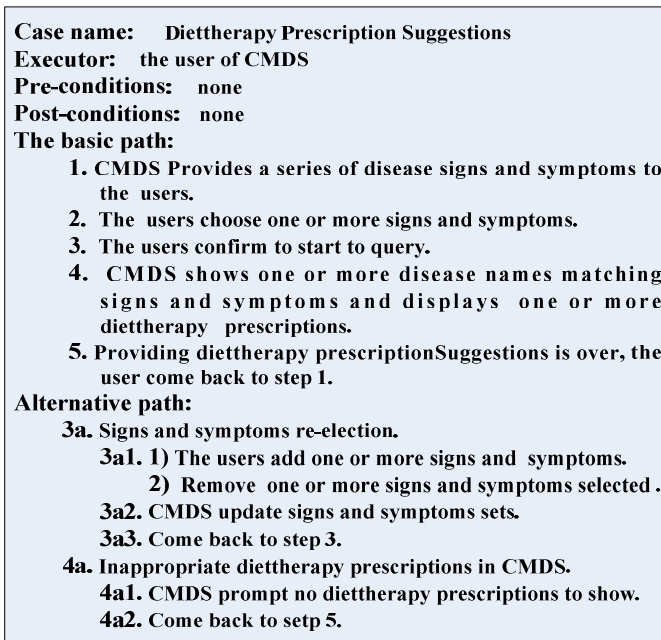 Case name: Diettherapy Prescription Suggestions
Executor: the user of CMDS
Pre-conditions: none
Post-conditions: none
The basic path:
1. CMDS Provides a series of disease signs and symptoms to
the users.
2. The users choose one or more signs and symptoms.
3. The users confirm to start to query.
4. CMDS shows one or more disease names matching
signs and symptoms and displays one or more
diettherapy prescriptions.
5. Providing diettherapy prescriptionSuggestions is over, the
user come back to step 1.
Alternative path:
3a. Signs and symptoms re-election.
3a1. 1) The users add one or more signs and symptoms.
2) Remove one or more signs and symptoms selected .
3a2. CMDS update signs and symptoms sets.
3a3. Come back to step 3.
4a. Inappropriate diettherapy prescriptions in CMDS.
4a1. CMDS prompt no diettherapy prescriptions to show.
4a2. Come back to setp 5.